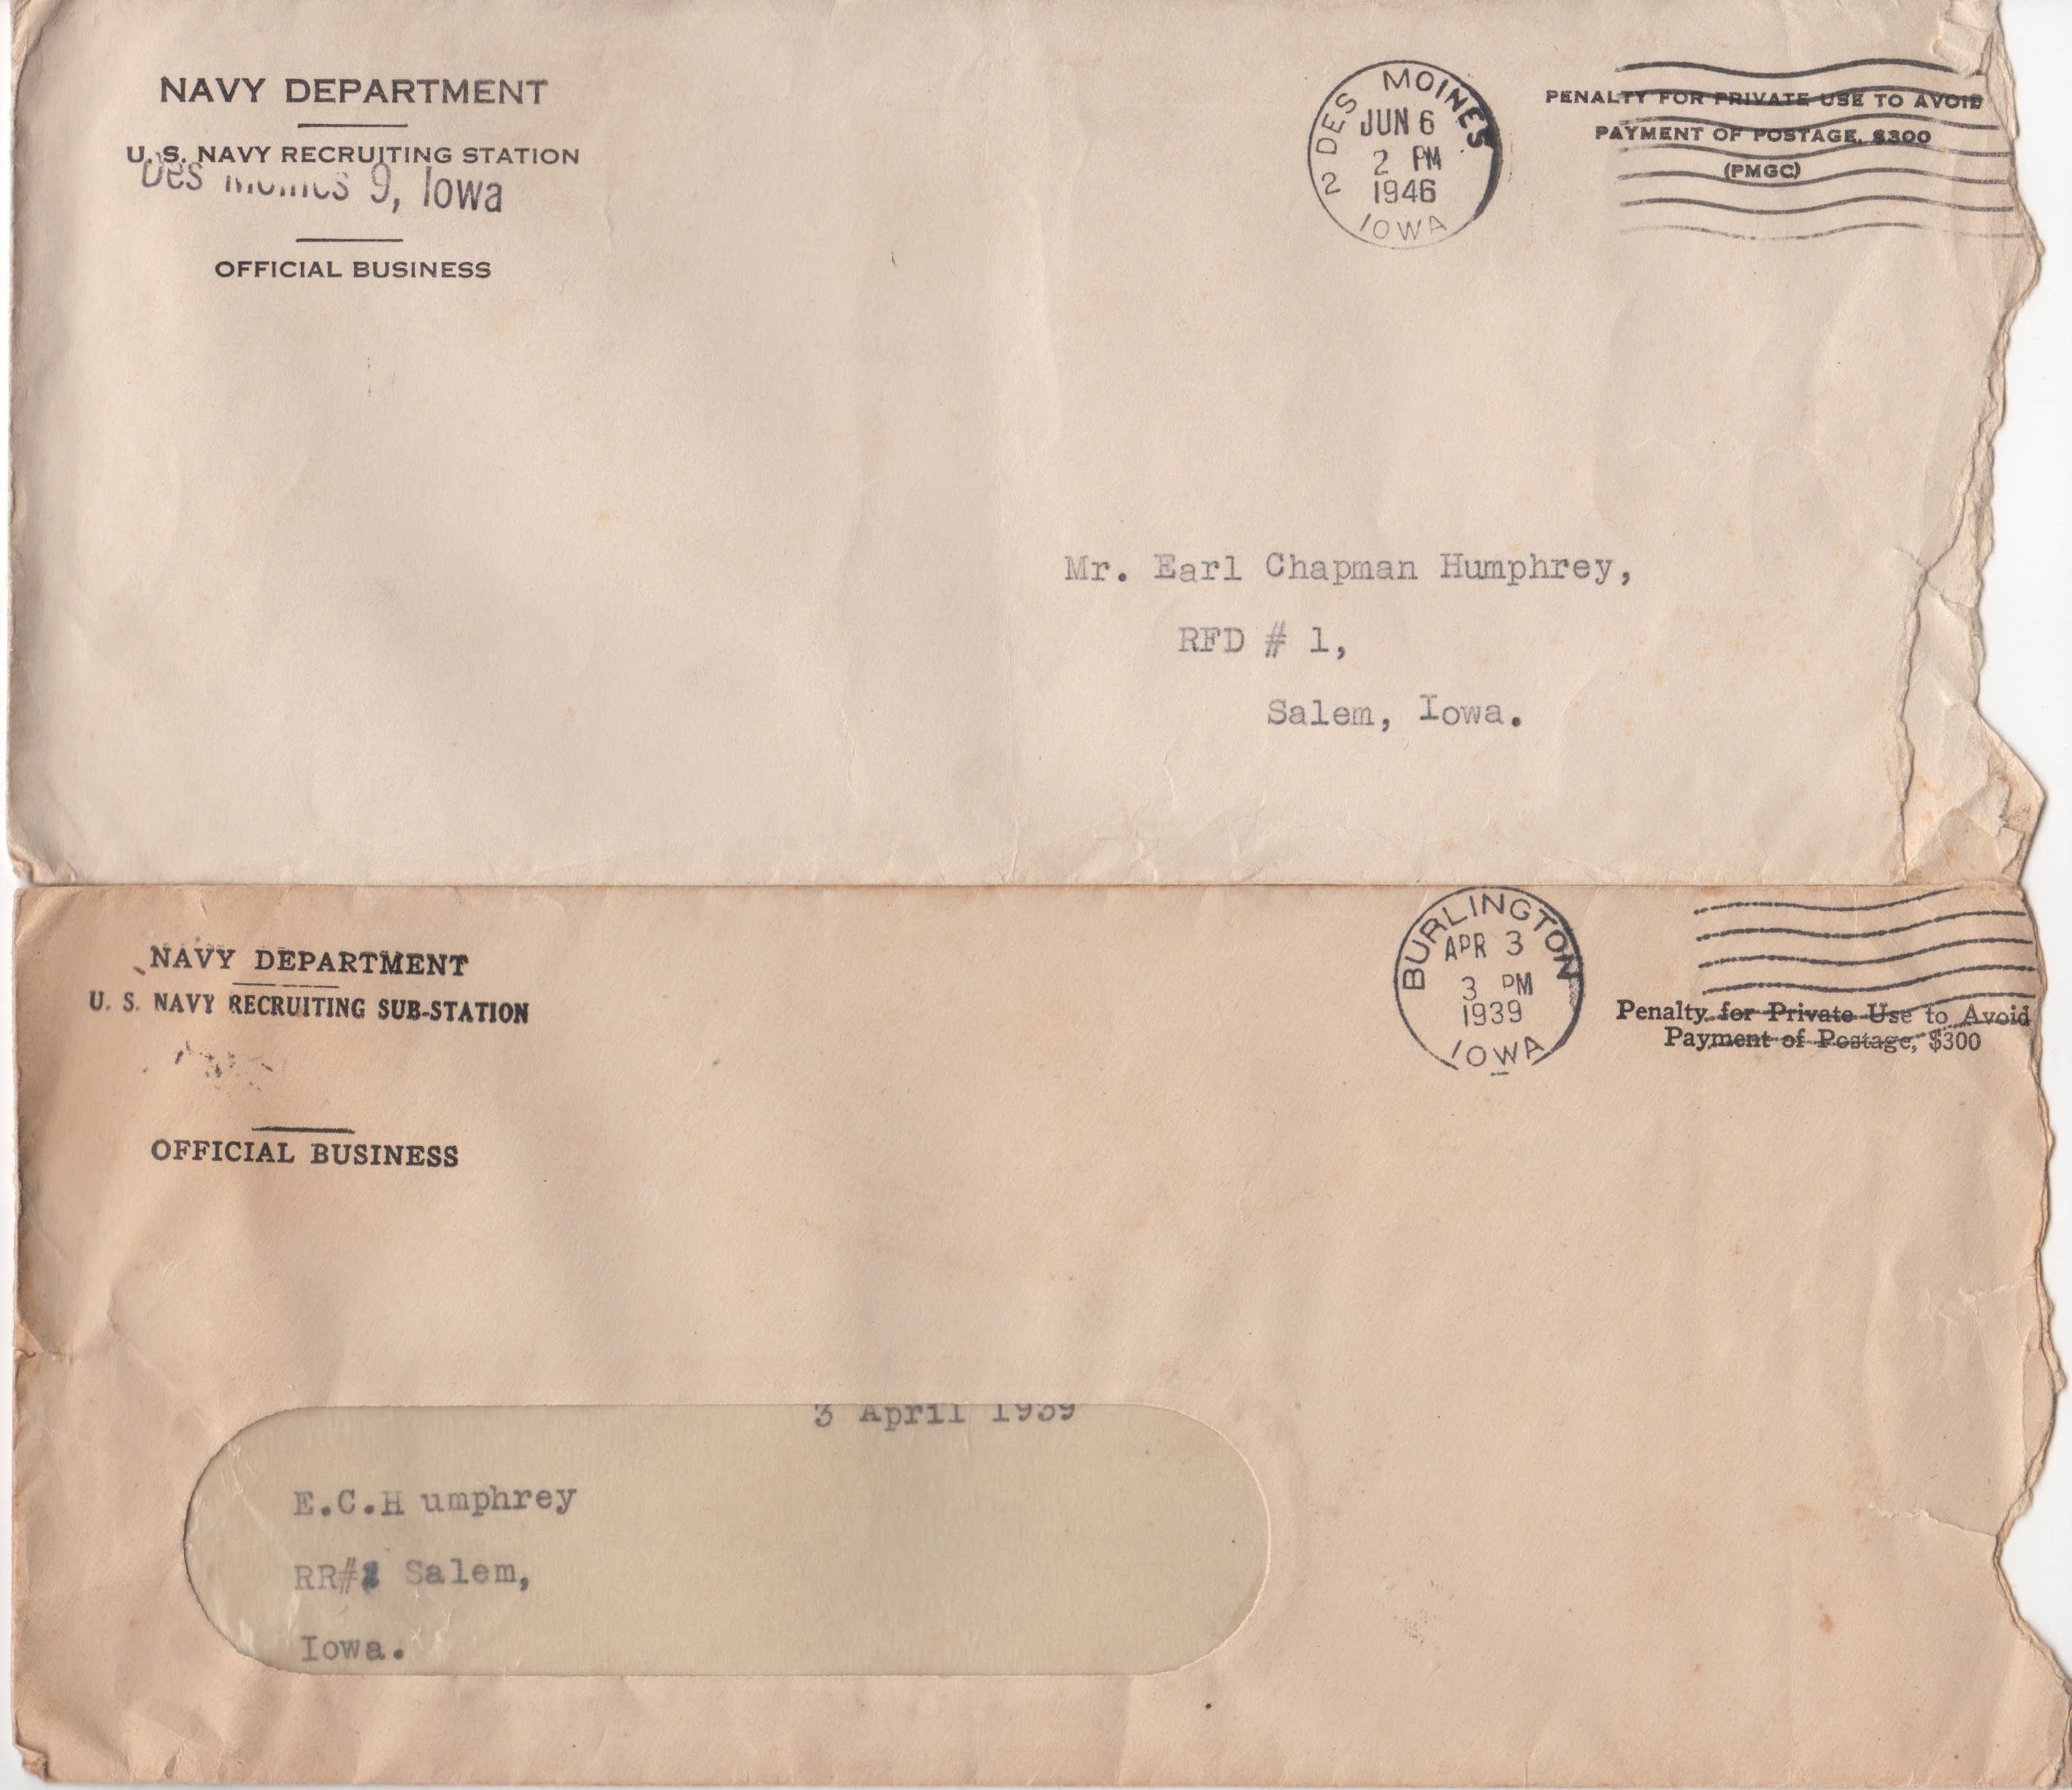 NAVY DEPARTMENT
U. S. NAVY RECRUITING STATION
Des Moines 9, Iowa
OFFICIAL BUSINESS
2 DES MOINES
JUN 6
2 PM
1946
IOWA
PENALTY FOR PRIVATE USE TO AVOID
PAYMENT OF POSTAGE, $300
(PMGC)
Mr. Earl Chapman Humphrey,
RFD # 1,
Salem, Iowa.
NAVY DEPARTMENT
U. S. NAVY RECRUITING SUB-STATION
OFFICIAL BUSINESS
BURLINGTON
APR 3
3 PM
1939
IOWA
Penalty for Private Use to Avoid
Payment of Postage, $300
3 April 1939
E.C.H umphrey
RR# Salem,
Iowa.